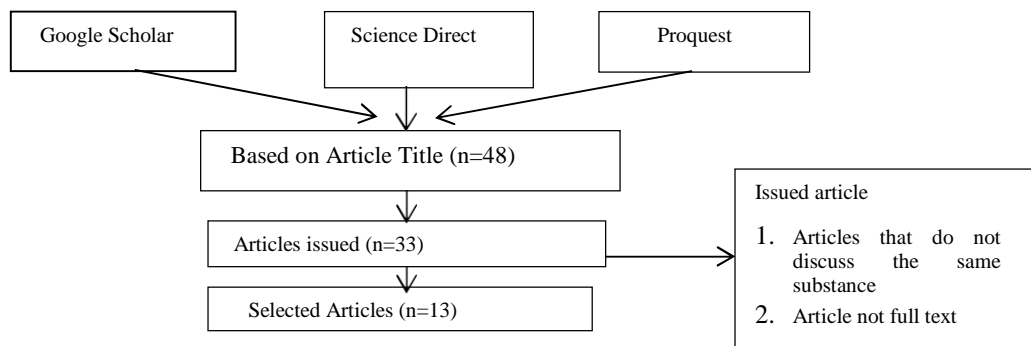 Google Scholar
Science Direct
Proquest
Based on Article Title (n=48)
Issued article
Articles issued (n=33)
1. Articles that do not
discuss the same
substance
Selected Articles (n=13)
2. Article not full text